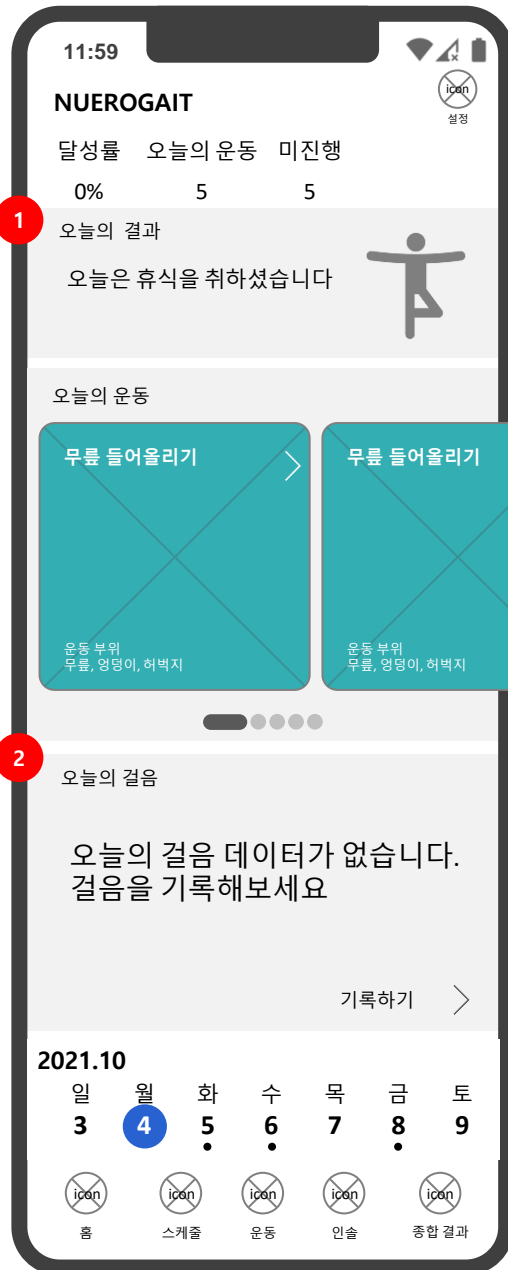 11:59
NUEROGAIT
icon
설정
달성률 오늘의 운동 미진행
0% 5 5
1
오늘의 결과
오늘은 휴식을 취하셨습니다
오늘의 운동
무릎 들어올리기
무릎 들어올리기
운동 부위
무릎, 엉덩이, 허벅지
운동 부위
무릎, 엉덩이, 허벅지
2
오늘의 걸음
오늘의 걸음 데이터가 없습니다.
걸음을 기록해보세요
기록하기
2021.10
일 월 화 수 목 금 토
3 4 5 6 7 8 9
icon icon icon icon icon
홈 스케줄 운동 인솔 종합 결과